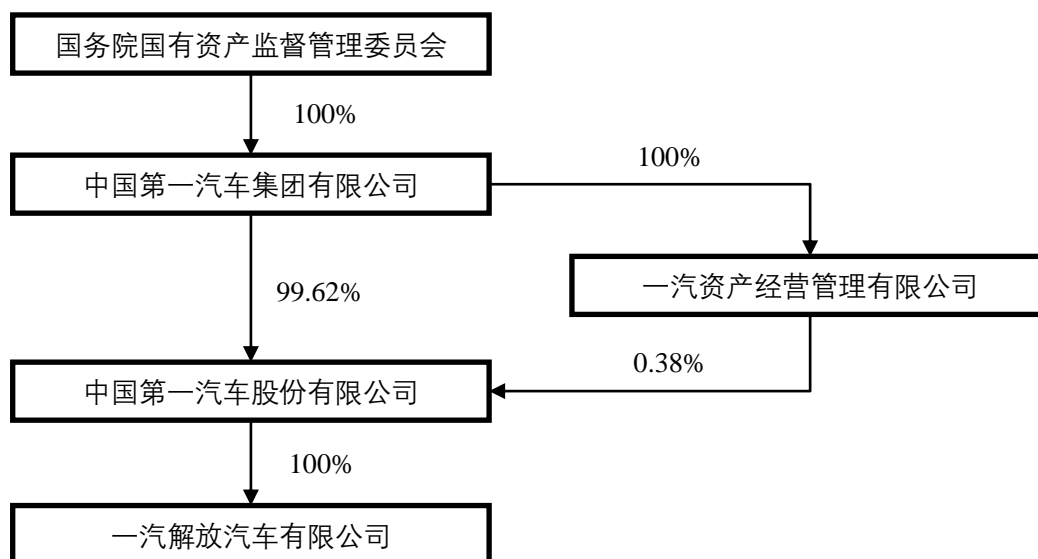 国务院国有资产监督管理委员会
100%
100%
中国第一汽车集团有限公司
99.62%
一汽资产经营管理有限公司
0.38%
中国第一汽车股份有限公司
100%
一汽解放汽车有限公司